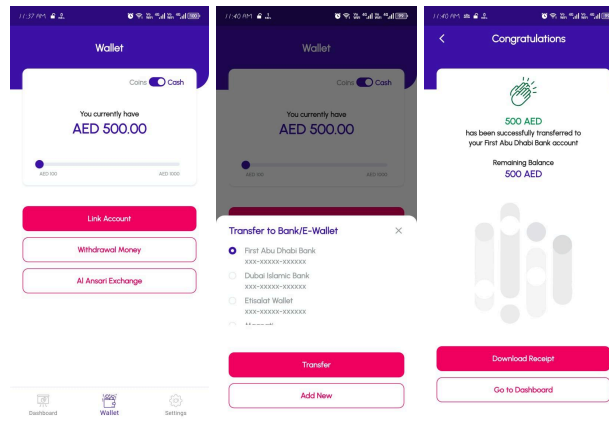 11:37 AM
Wallet
Coins Cash
You currently have
AED 500.00
AED 100 AED 1000
Link Account
Withdrawal Money
Al Ansari Exchange
Dashboard Wallet Settings
11:40 AM
Wallet
Coins Cash
You currently have
AED 500.00
AED 100 AED 1000
Transfer to Bank/E-Wallet
First Abu Dhabi Bank
xxx-xxxxx-xxxxxx
Dubai Islamic Bank
xxx-xxxxx-xxxxxx
Etisalat Wallet
xxx-xxxxx-xxxxxx
Transfer
Add New
11:40 AM
Congratulations
500 AED
has been successfully transferred to
your First Abu Dhabi Bank account
Remaining Balance
500 AED
Download Receipt
Go to Dashboard